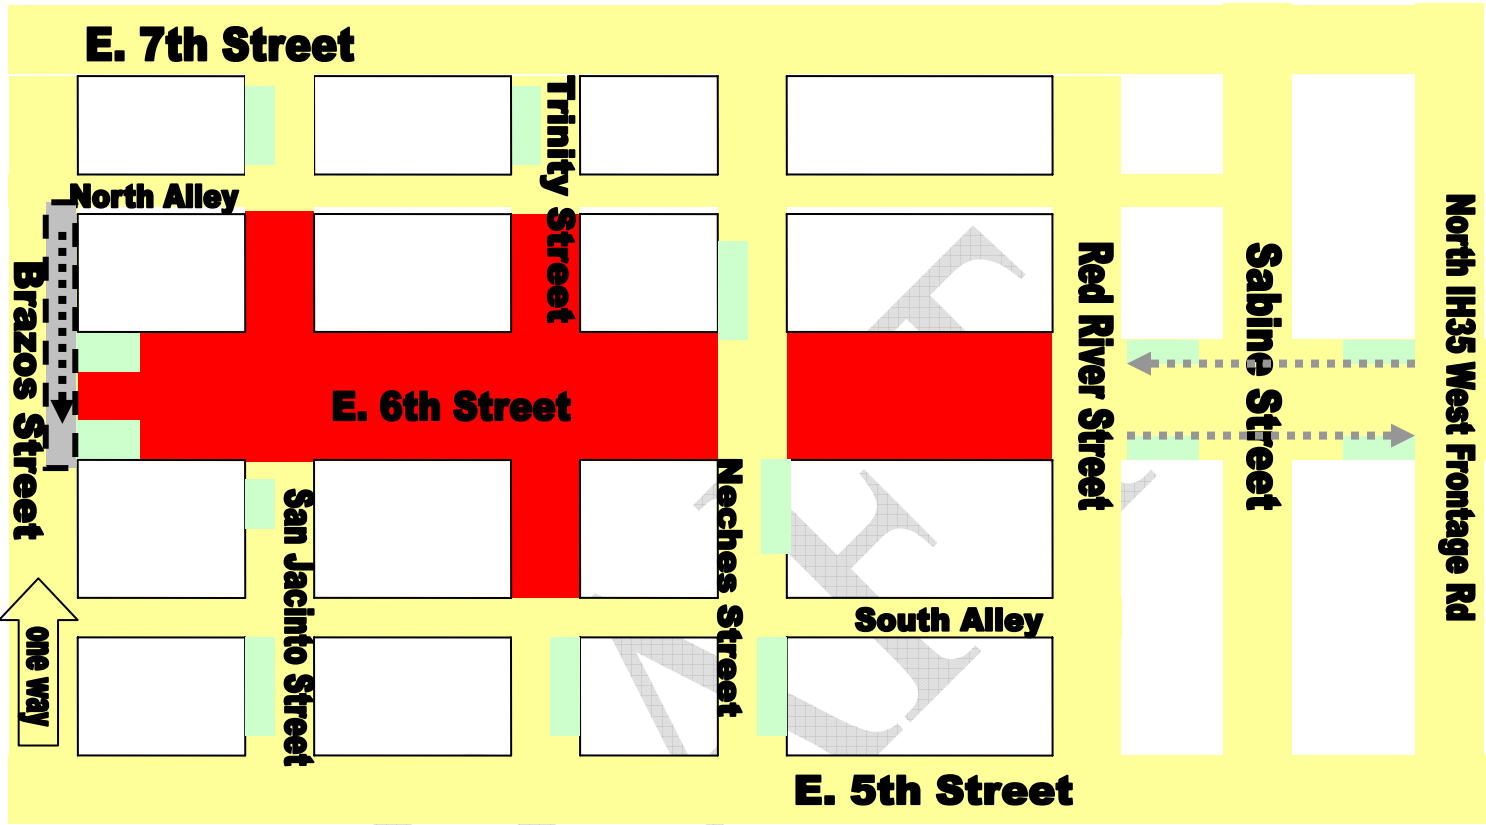 E. 7th Street
Trinity Street
North Alley
Brazos Street
E. 6th Street
Red River Street
Sabine Street
North IH35 West Frontage Rd
San Jacinto Street
Neches Street
South Alley
one way
E. 5th Street